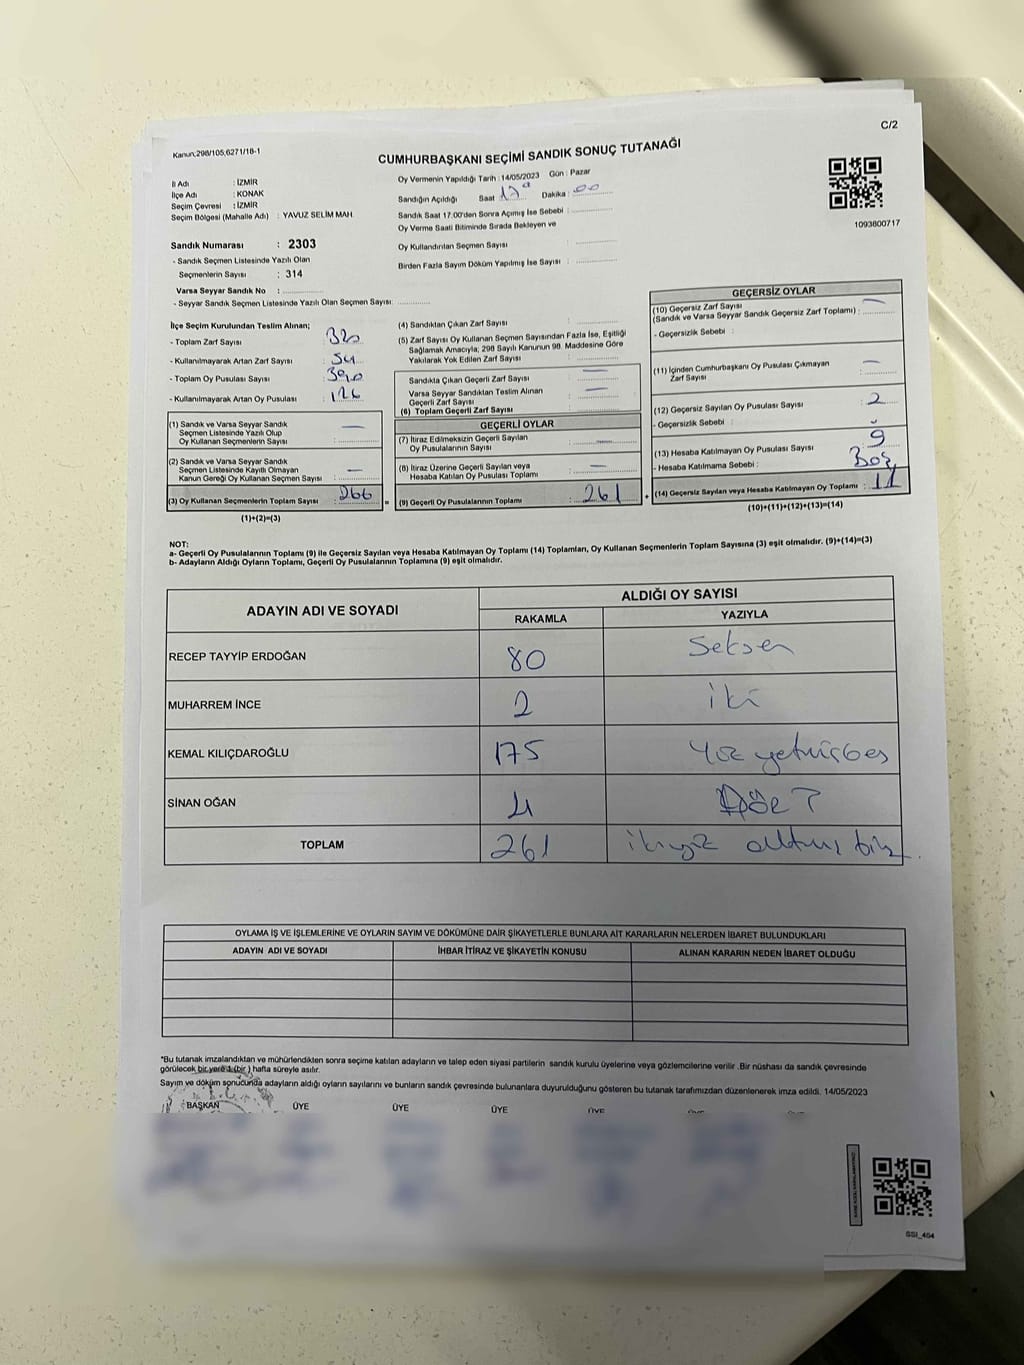 C/2
Kanun,298/105,6271/18-1
CUMHURBAŞKANI SEÇİMİ SANDIK SONUÇ TUTANAĞI
İl Adı : İZMİR
İlçe Adı : KONAK
Seçim Çevresi : İZMİR
Seçim Bölgesi (Mahalle Adı) : YAVUZ SELİM MAH.
Sandık Numarası : 2303
- Sandık Seçmen Listesinde Yazılı Olan
Seçmenlerin Sayısı : 314
Varsa Seyyar Sandık No :
- Seyyar Sandık Seçmen Listesinde Yazılı Olan Seçmen Sayısı:
Oy Vermenin Yapıldığı Tarih : 14/05/2023 Gün : Pazar
Sandığın Açıldığı Saat 17 Dakika : 00
Sandık Saat 17.00'den Sonra Açımış İse Sebebi :
Oy Verme Saati Bitiminde Sırada Bekleyen ve
Oy Kullandırılan Seçmen Sayısı :
Birden Fazla Sayım Döküm Yapılmış İse Sayısı :
1093800717
İlçe Seçim Kurulundan Teslim Alınan;
- Toplam Zarf Sayısı : 320
- Kullanılmayarak Artan Zarf Sayısı : 54
- Toplam Oy Pusulası Sayısı : 390
- Kullanılmayarak Artan Oy Pusulası : 126
(1) Sandık ve Varsa Seyyar Sandık
Seçmen Listesinde Yazılı Olup
Oy Kullanan Seçmenlerin Sayısı : —
(2) Sandık ve Varsa Seyyar Sandık
Seçmen Listesinde Kayıtlı Olmayan
Kanun Gereği Oy Kullanan Seçmen Sayısı : —
(3) Oy Kullanan Seçmenlerin Toplam Sayısı : 266
(1)+(2)=(3)
=
(4) Sandıktan Çıkan Zarf Sayısı :
(5) Zarf Sayısı Oy Kullanan Seçmen Sayısından Fazla İse, Eşitliği
Sağlamak Amacıyla; 298 Sayılı Kanunun 98. Maddesine Göre
Yakılarak Yok Edilen Zarf Sayısı :
Sandıkta Çıkan Geçerli Zarf Sayısı : —
Varsa Seyyar Sandıktan Teslim Alınan
Geçerli Zarf Sayısı : —
(6) Toplam Geçerli Zarf Sayısı :
GEÇERLİ OYLAR
(7) İtiraz Edilmeksizin Geçerli Sayılan
Oy Pusulalarının Sayısı : —
(8) İtiraz Üzerine Geçerli Sayılan veya
Hesaba Katılan Oy Pusulası Toplamı : —
(9) Geçerli Oy Pusulalarının Toplamı : 261
+
GEÇERSİZ OYLAR
(10) Geçersiz Zarf Sayısı
(Sandık ve Varsa Seyyar Sandık Geçersiz Zarf Toplamı) : —
- Geçersizlik Sebebi :
(11) İçinden Cumhurbaşkanı Oy Pusulası Çıkmayan
Zarf Sayısı : —
(12) Geçersiz Sayılan Oy Pusulası Sayısı : 2
- Geçersizlik Sebebi :
(13) Hesaba Katılmayan Oy Pusulası Sayısı : 9
- Hesaba Katılmama Sebebi : Boş
(14) Geçersiz Sayılan veya Hesaba Katılmayan Oy Toplamı : 11
(10)+(11)+(12)+(13)=(14)
NOT:
a- Geçerli Oy Pusulalarının Toplamı (9) ile Geçersiz Sayılan veya Hesaba Katılmayan Oy Toplamı (14) Toplamları, Oy Kullanan Seçmenlerin Toplam Sayısına (3) eşit olmalıdır. (9)+(14)=(3)
b- Adayların Aldığı Oyların Toplamı, Geçerli Oy Pusulalarının Toplamına (9) eşit olmalıdır.
ADAYIN ADI VE SOYADI
ALDIĞI OY SAYISI
RAKAMLA YAZIYLA
RECEP TAYYİP ERDOĞAN 80 Seksen
MUHARREM İNCE 2 iki
KEMAL KILIÇDAROĞLU 175 yüz yetmişbeş
SİNAN OĞAN 4
TOPLAM 261 ikiyüz altmış bir
OYLAMA İŞ VE İŞLEMLERİNE VE OYLARIN SAYIM VE DÖKÜMÜNE DAİR ŞİKAYETLERLE BUNLARA AİT KARARLARIN NELERDEN İBARET BULUNDUKLARI
ADAYIN ADI VE SOYADI İHBAR İTİRAZ VE ŞİKAYETİN KONUSU ALINAN KARARIN NEDEN İBARET OLDUĞU
*Bu tutanak imzalandıktan ve mühürlendikten sonra seçime katılan adayların ve talep eden siyasi partilerin sandık kurulu üyelerine veya gözlemcilerine verilir .Bir nüshası da sandık çevresinde
görülecek bir yere 1 (bir ) hafta süreyle asılır.
Sayım ve döküm sonucunda adayların aldığı oyların sayılarını ve bunların sandık çevresinde bulunanlara duyurulduğunu gösteren bu tutanak tarafımızdan düzenlenerek imza edildi. 14/05/2023
BAŞKAN ÜYE ÜYE ÜYE ÜYE
SSI_464